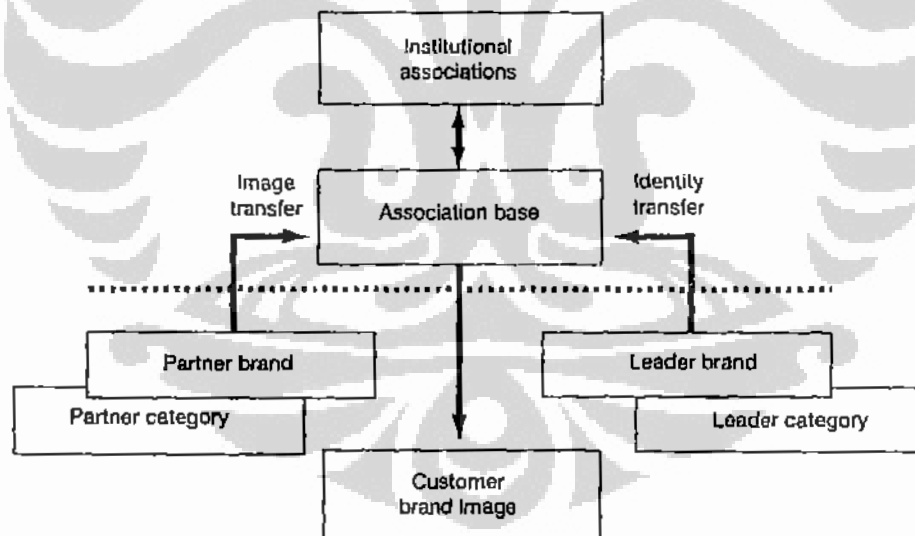 Institutional
associations
Image
transfer
Association base
Identity
transfer
Partner brand
Leader brand
Partner category
Leader category
Customer
brand image